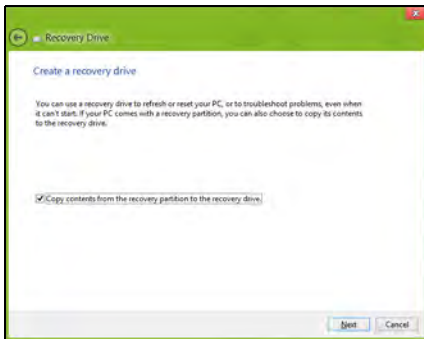 Recovery Drive
Create a recovery drive
You can use a recovery drive to refresh or reset your PC, or to troubleshoot problems, even when
it can't start. If your PC comes with a recovery partition, you can also choose to copy its contents
to the recovery drive.
Copy contents from the recovery partition to the recovery drive.
Next Cancel